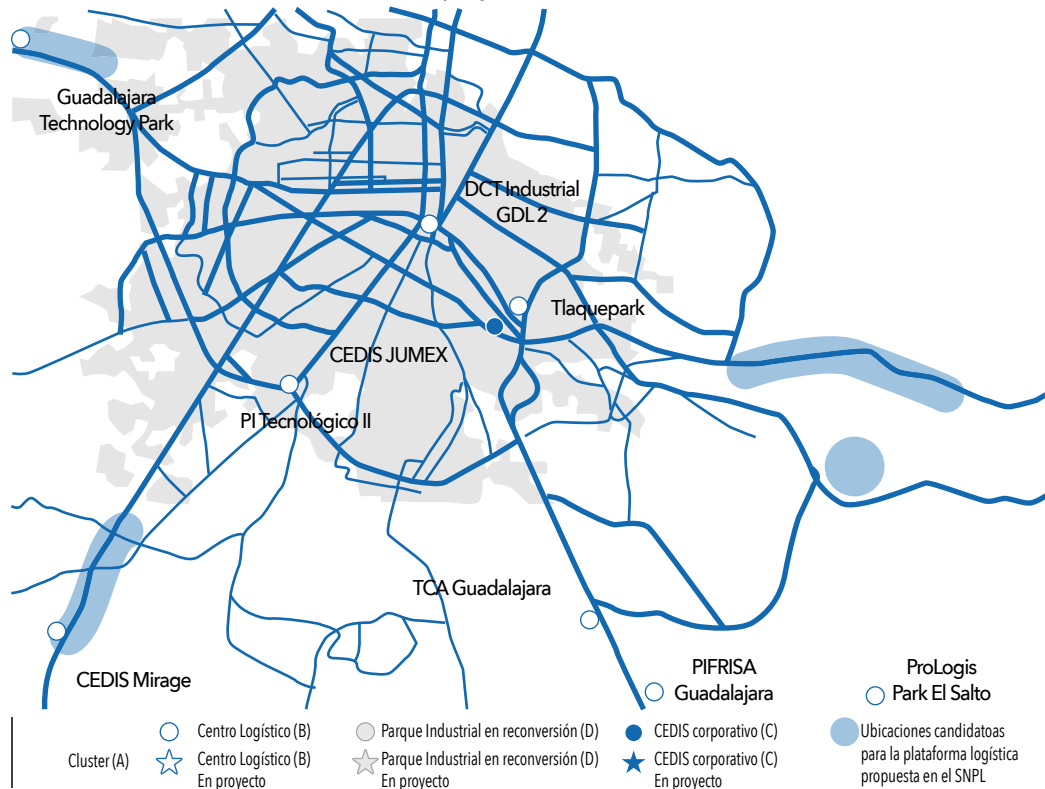 Guadalajara
Technology Park
DCT Industrial
GDL 2
Tlaquepark
CEDIS JUMEX
PI Tecnológico II
TCA Guadalajara
CEDIS Mirage
PIFRISA
Guadalajara
ProLogis
Park El Salto
Cluster (A)
Centro Logístico (B)
Centro Logístico (B)
En proyecto
Parque Industrial en reconversión (D)
Parque Industrial en reconversión (D)
En proyecto
CEDIS corporativo (C)
CEDIS corporativo (C)
En proyecto
Ubicaciones candidatoas
para la plataforma logística
propuesta en el SNPL